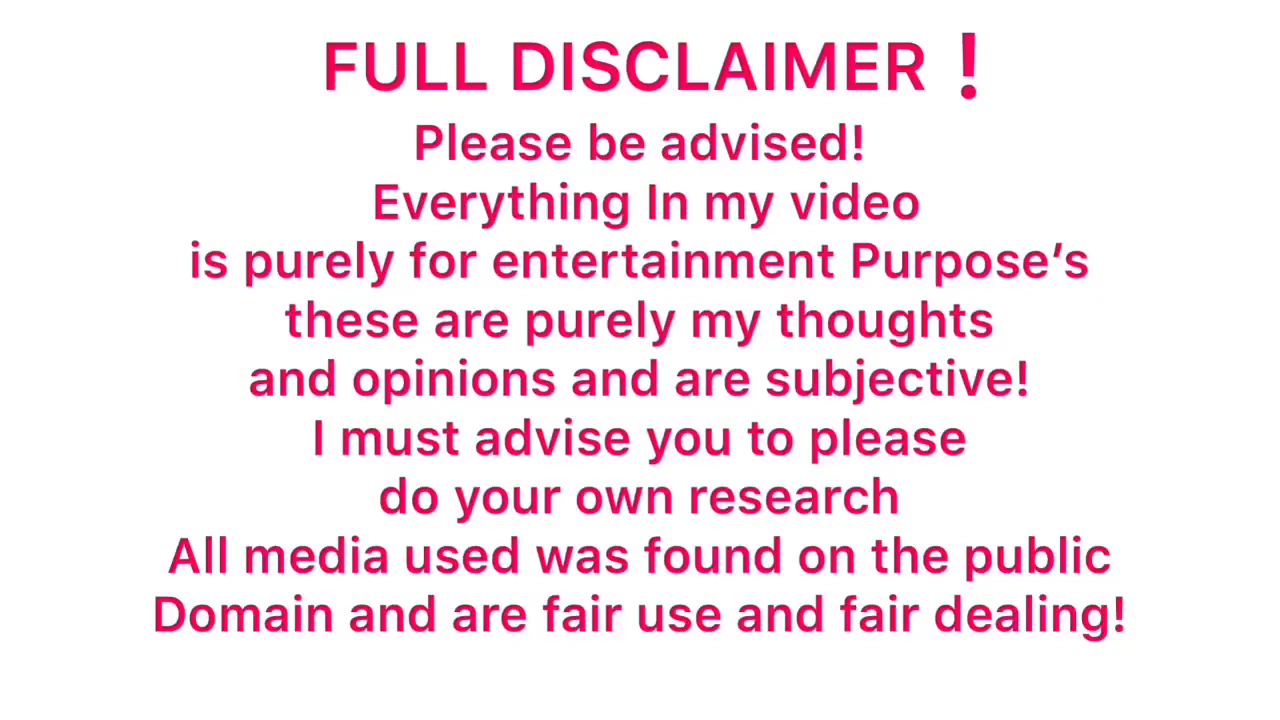 FULL DISCLAIMER❗
Please be advised!
Everything In my video
is purely for entertainment Purpose’s
these are purely my thoughts
and opinions and are subjective!
I must advise you to please
do your own research
All media used was found on the public
Domain and are fair use and fair dealing!